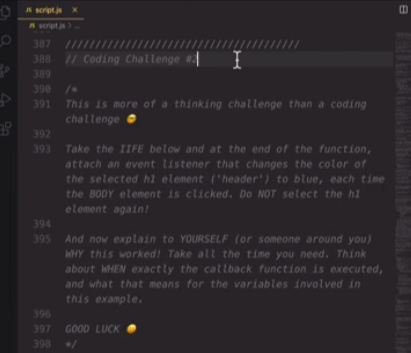 script.js ×
script.js > ...
387 ///////////////////////////////////////
388 // Coding Challenge #2
389
390 /*
391 This is more of a thinking challenge than a coding
challenge 🤓
392
393 Take the IIFE below and at the end of the function,
attach an event listener that changes the color of
the selected h1 element ('header') to blue, each time
the BODY element is clicked. Do NOT select the h1
element again!
394
395 And now explain to YOURSELF (or someone around you)
WHY this worked! Take all the time you need. Think
about WHEN exactly the callback function is executed,
and what that means for the variables involved in
this example.
396
397 GOOD LUCK 😀
398 */